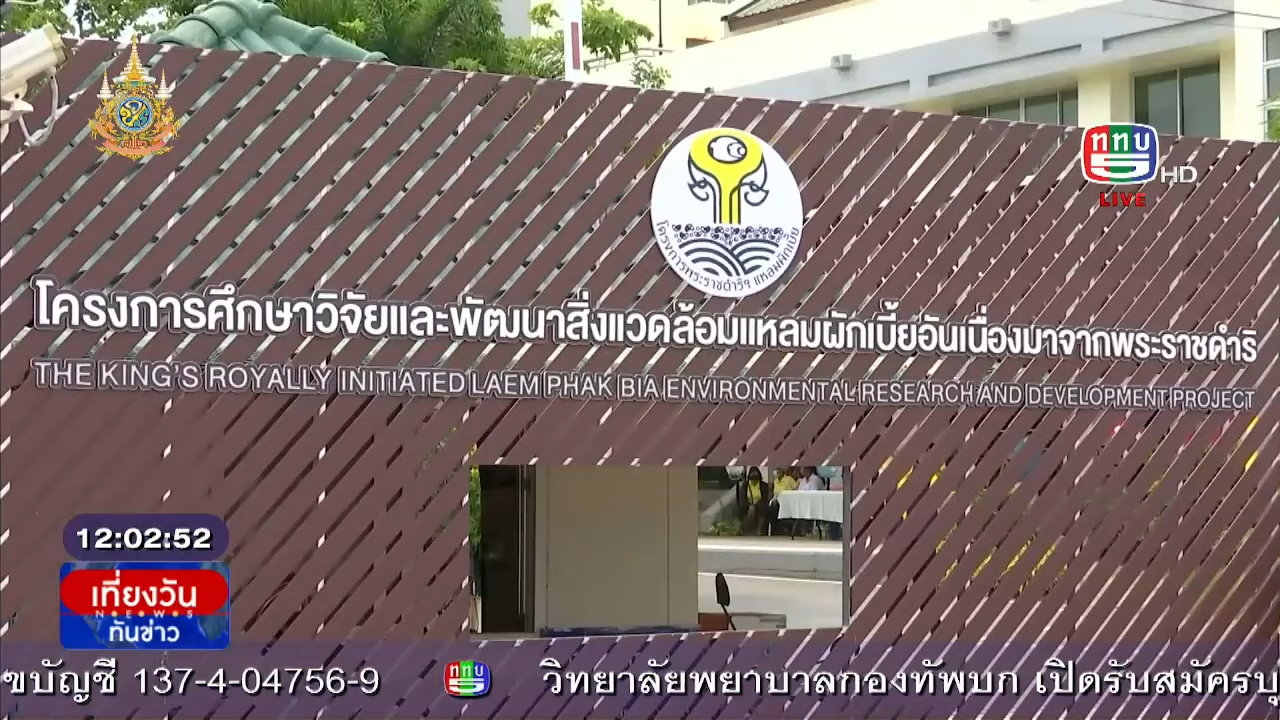 ททบ
5 HD
LIVE
โครงการพระราชดำริฯ แหลมผักเบี้ย
โครงการศึกษาวิจัยและพัฒนาสิ่งแวดล้อมแหลมผักเบี้ยอันเนื่องมาจากพระราชดำริ
THE KING'S ROYALLY INITIATED LAEM PHAK BIA ENVIRONMENTAL RESEARCH AND DEVELOPMENT PROJECT
12:02:52
เที่ยงวัน
NEWS
ทันข่าว
ขบัญชี 137-4-04756-9 ททบ 5 วิทยาลัยพยาบาลกองทัพบก เปิดรับสมัครบุ